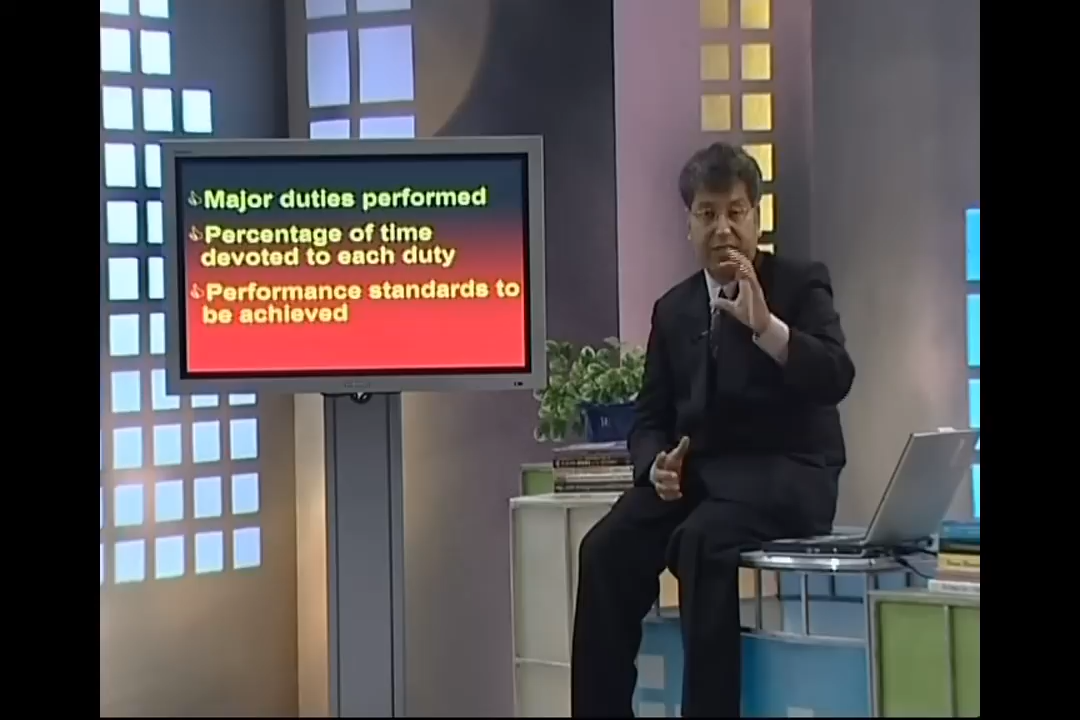 Major duties performed
Percentage of time
devoted to each duty
Performance standards to
be achieved